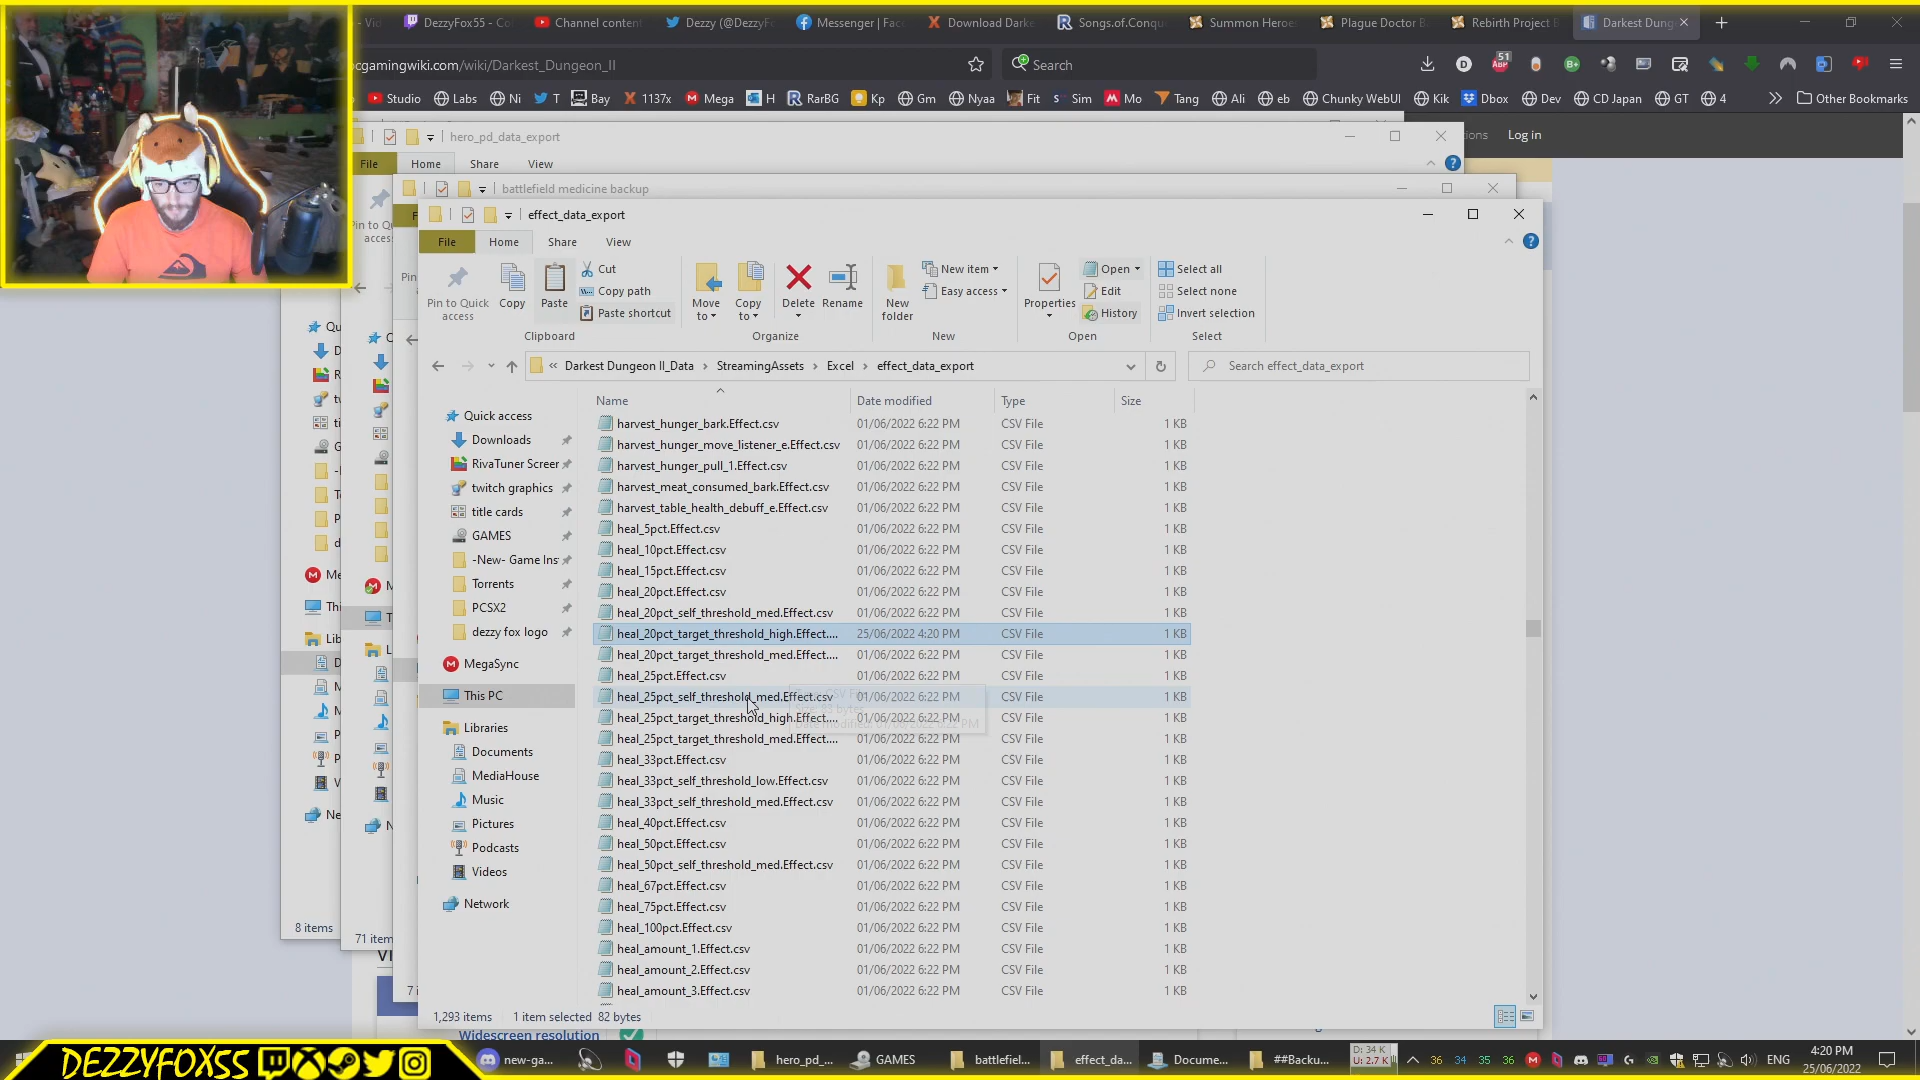 DezzyFox55 - Co
Channel content
Dezzy (@DezzyF
Messenger | Fac
Download Darke
Songs.of.Conqu
Summon Heroe
Plague Doctor B
Rebirth Project
Darkest Dung
ocgamingwiki.com/wiki/Darkest_Dungeon_II
Search
51
Studio
Labs
Ni
T
Bay
1137x
Mega
H
RarBG
Kp
Gm
Nyaa
Fit
Sim
Mo
Tang
Ali
eb
Chunky WebUI
Kik
Dbox
Dev
CD Japan
GT
4
Other Bookmarks
Log in
hero_pd_data_export
File Home Share View
battlefield medicine backup
effect_data_export
File Home Share View
Pin to Quick access
Copy
Paste
Cut
Copy path
Paste shortcut
Clipboard
Move to
Copy to
Delete
Rename
Organize
New folder
New item
Easy access
New
Properties
Open
Edit
History
Open
Select all
Select none
Invert selection
Select
« Darkest Dungeon II_Data > StreamingAssets > Excel > effect_data_export
Search effect_data_export
Quick access
Downloads
RivaTuner Screer
twitch graphics
title cards
GAMES
-New- Game Ins
Torrents
PCSX2
dezzy fox logo
MegaSync
This PC
Libraries
Documents
MediaHouse
Music
Pictures
Podcasts
Videos
Network
Name Date modified Type Size
harvest_hunger_bark.Effect.csv 01/06/2022 6:22 PM CSV File 1 KB
harvest_hunger_move_listener_e.Effect.csv 01/06/2022 6:22 PM CSV File 1 KB
harvest_hunger_pull_1.Effect.csv 01/06/2022 6:22 PM CSV File 1 KB
harvest_meat_consumed_bark.Effect.csv 01/06/2022 6:22 PM CSV File 1 KB
harvest_table_health_debuff_e.Effect.csv 01/06/2022 6:22 PM CSV File 1 KB
heal_5pct.Effect.csv 01/06/2022 6:22 PM CSV File 1 KB
heal_10pct.Effect.csv 01/06/2022 6:22 PM CSV File 1 KB
heal_15pct.Effect.csv 01/06/2022 6:22 PM CSV File 1 KB
heal_20pct.Effect.csv 01/06/2022 6:22 PM CSV File 1 KB
heal_20pct_self_threshold_med.Effect.csv 01/06/2022 6:22 PM CSV File 1 KB
heal_20pct_target_threshold_high.Effect.... 25/06/2022 4:20 PM CSV File 1 KB
heal_20pct_target_threshold_med.Effect.... 01/06/2022 6:22 PM CSV File 1 KB
heal_25pct.Effect.csv 01/06/2022 6:22 PM CSV File 1 KB
heal_25pct_self_threshold_med.Effect.csv 01/06/2022 6:22 PM CSV File 1 KB
heal_25pct_target_threshold_high.Effect.... 01/06/2022 6:22 PM CSV File 1 KB
heal_25pct_target_threshold_med.Effect.... 01/06/2022 6:22 PM CSV File 1 KB
heal_33pct.Effect.csv 01/06/2022 6:22 PM CSV File 1 KB
heal_33pct_self_threshold_low.Effect.csv 01/06/2022 6:22 PM CSV File 1 KB
heal_33pct_self_threshold_med.Effect.csv 01/06/2022 6:22 PM CSV File 1 KB
heal_40pct.Effect.csv 01/06/2022 6:22 PM CSV File 1 KB
heal_50pct.Effect.csv 01/06/2022 6:22 PM CSV File 1 KB
heal_50pct_self_threshold_med.Effect.csv 01/06/2022 6:22 PM CSV File 1 KB
heal_67pct.Effect.csv 01/06/2022 6:22 PM CSV File 1 KB
heal_75pct.Effect.csv 01/06/2022 6:22 PM CSV File 1 KB
heal_100pct.Effect.csv 01/06/2022 6:22 PM CSV File 1 KB
heal_amount_1.Effect.csv 01/06/2022 6:22 PM CSV File 1 KB
heal_amount_2.Effect.csv 01/06/2022 6:22 PM CSV File 1 KB
heal_amount_3.Effect.csv 01/06/2022 6:22 PM CSV File 1 KB
8 items
71 item
1,293 items 1 item selected 82 bytes
Widescreen resolution
DEZZYFOX55
new-ga...
hero_pd_...
GAMES
battlefiel...
effect_da...
Docume...
##Backu...
D: 34 K
U: 2.7 K
36 34 35 36
ENG
4:20 PM
25/06/2022